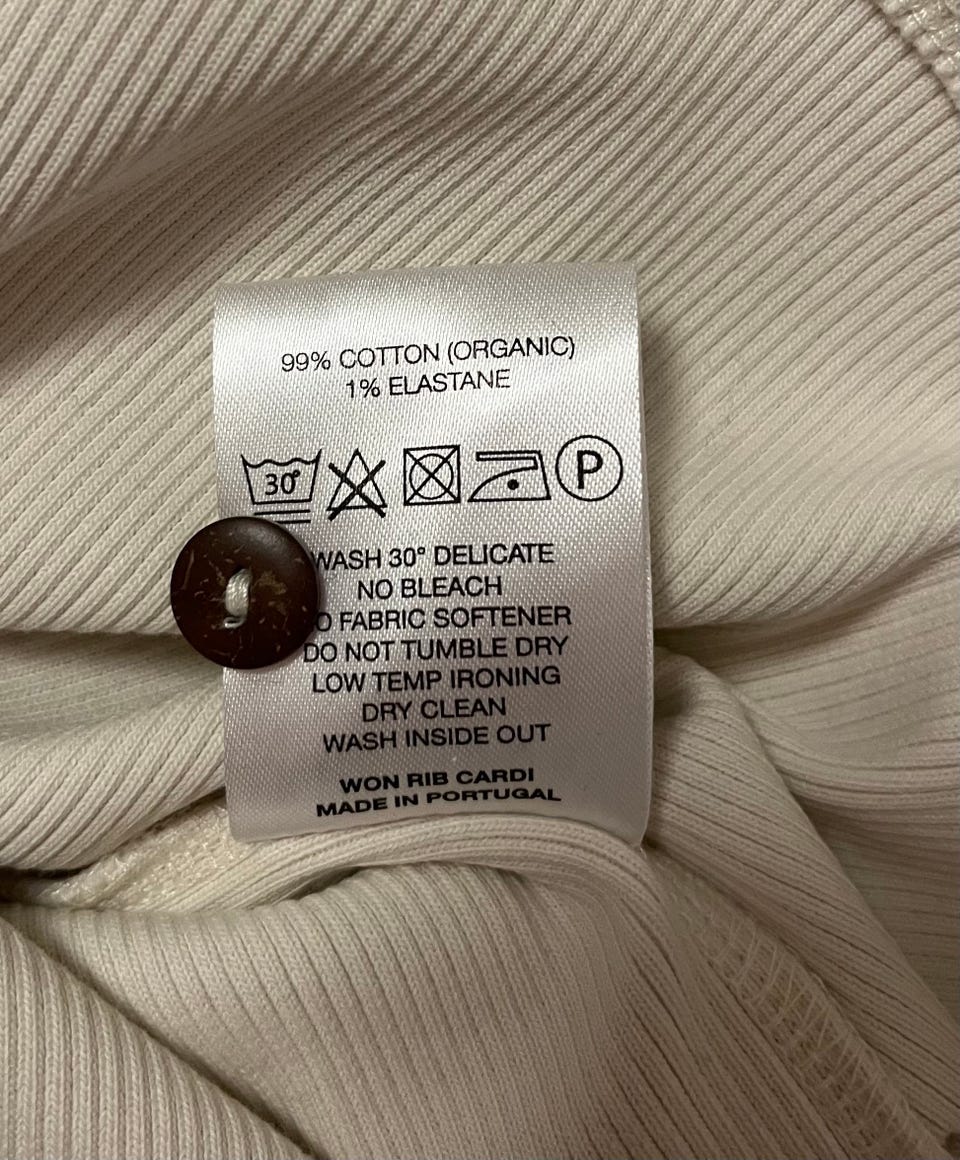 99% COTTON (ORGANIC)
1% ELASTANE
30° P
WASH 30° DELICATE
NO BLEACH
FABRIC SOFTENER
DO NOT TUMBLE DRY
LOW TEMP IRONING
DRY CLEAN
WASH INSIDE OUT
WON RIB CARDI
MADE IN PORTUGAL